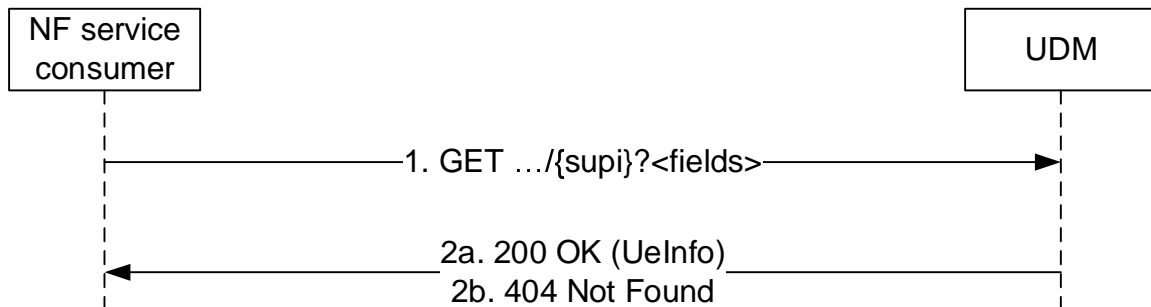 NF service
consumer
UDM
1. GET …/{supi}?<fields>
2a. 200 OK (UeInfo)
2b. 404 Not Found